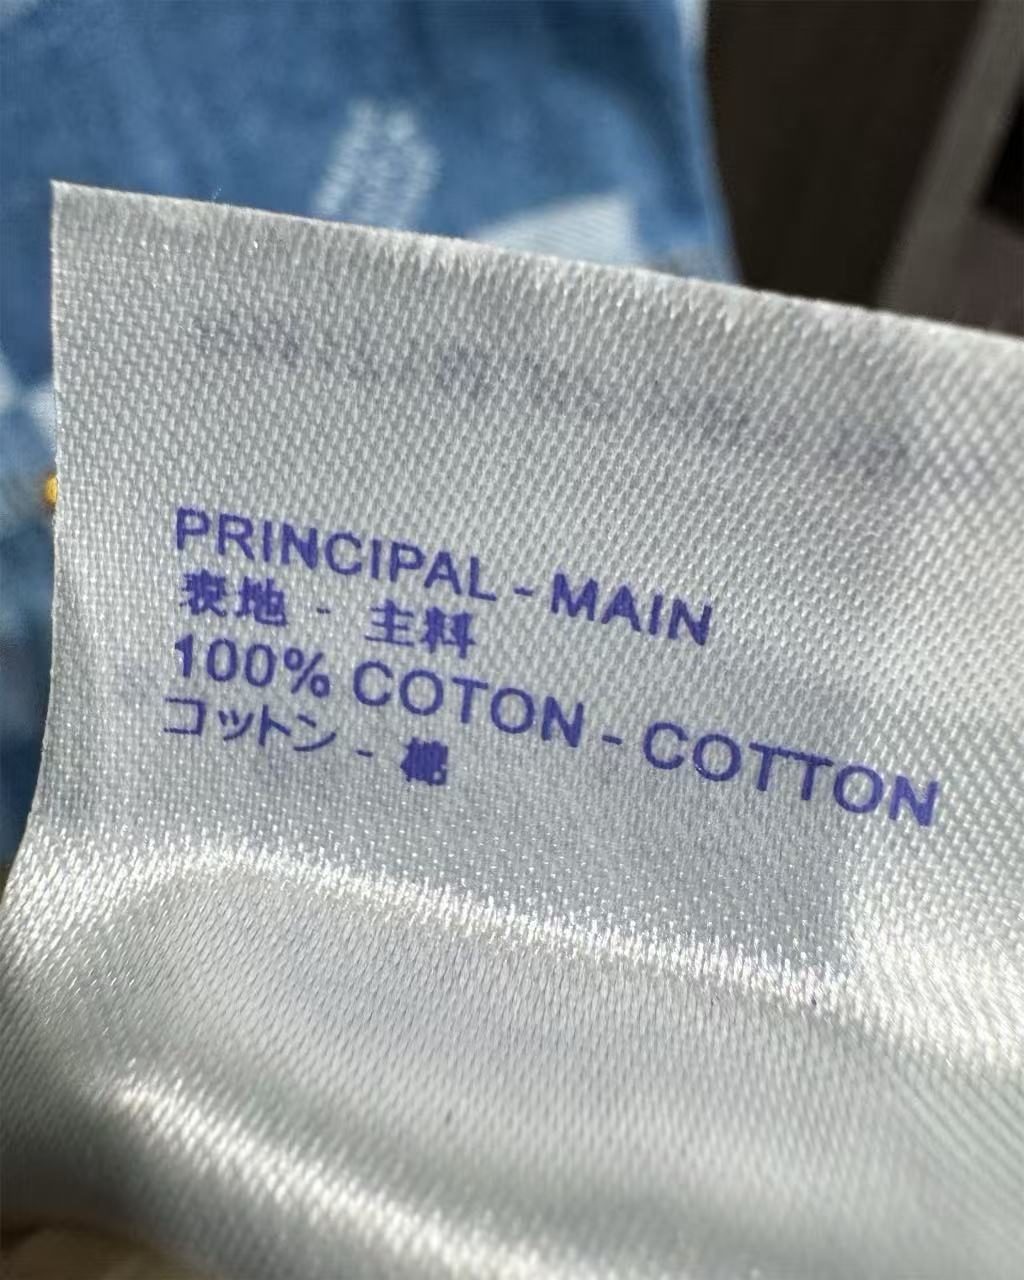 PRINCIPAL - MAIN
表地 - 主料
100% COTON - COTTON
コットン - 棉